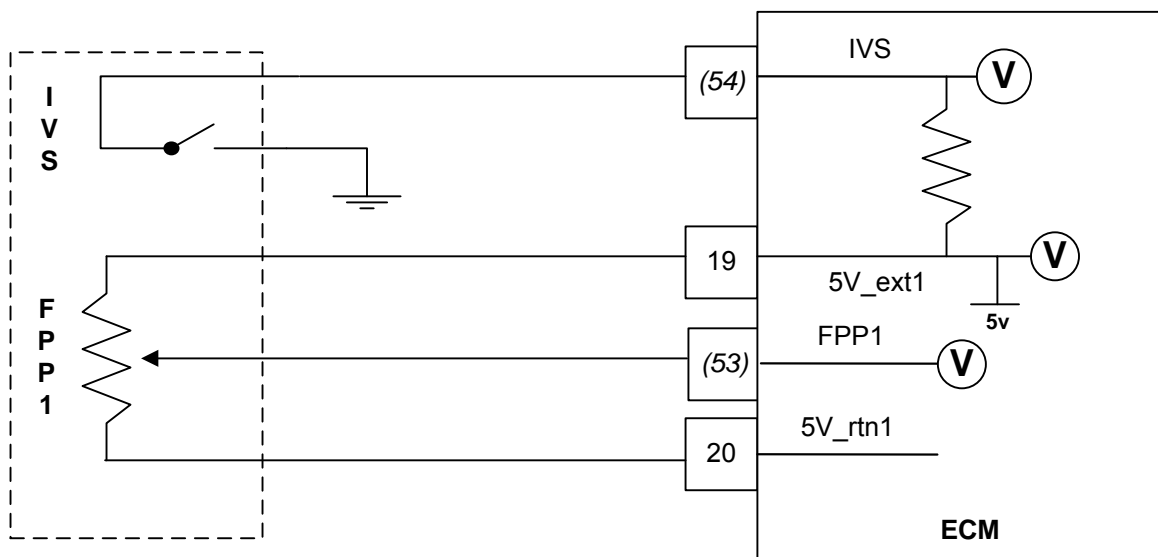 I
V
S
(54)
IVS
V
19
5V_ext1
V
5v
F
P
P
1
(53)
FPP1
V
20
5V_rtn1
ECM